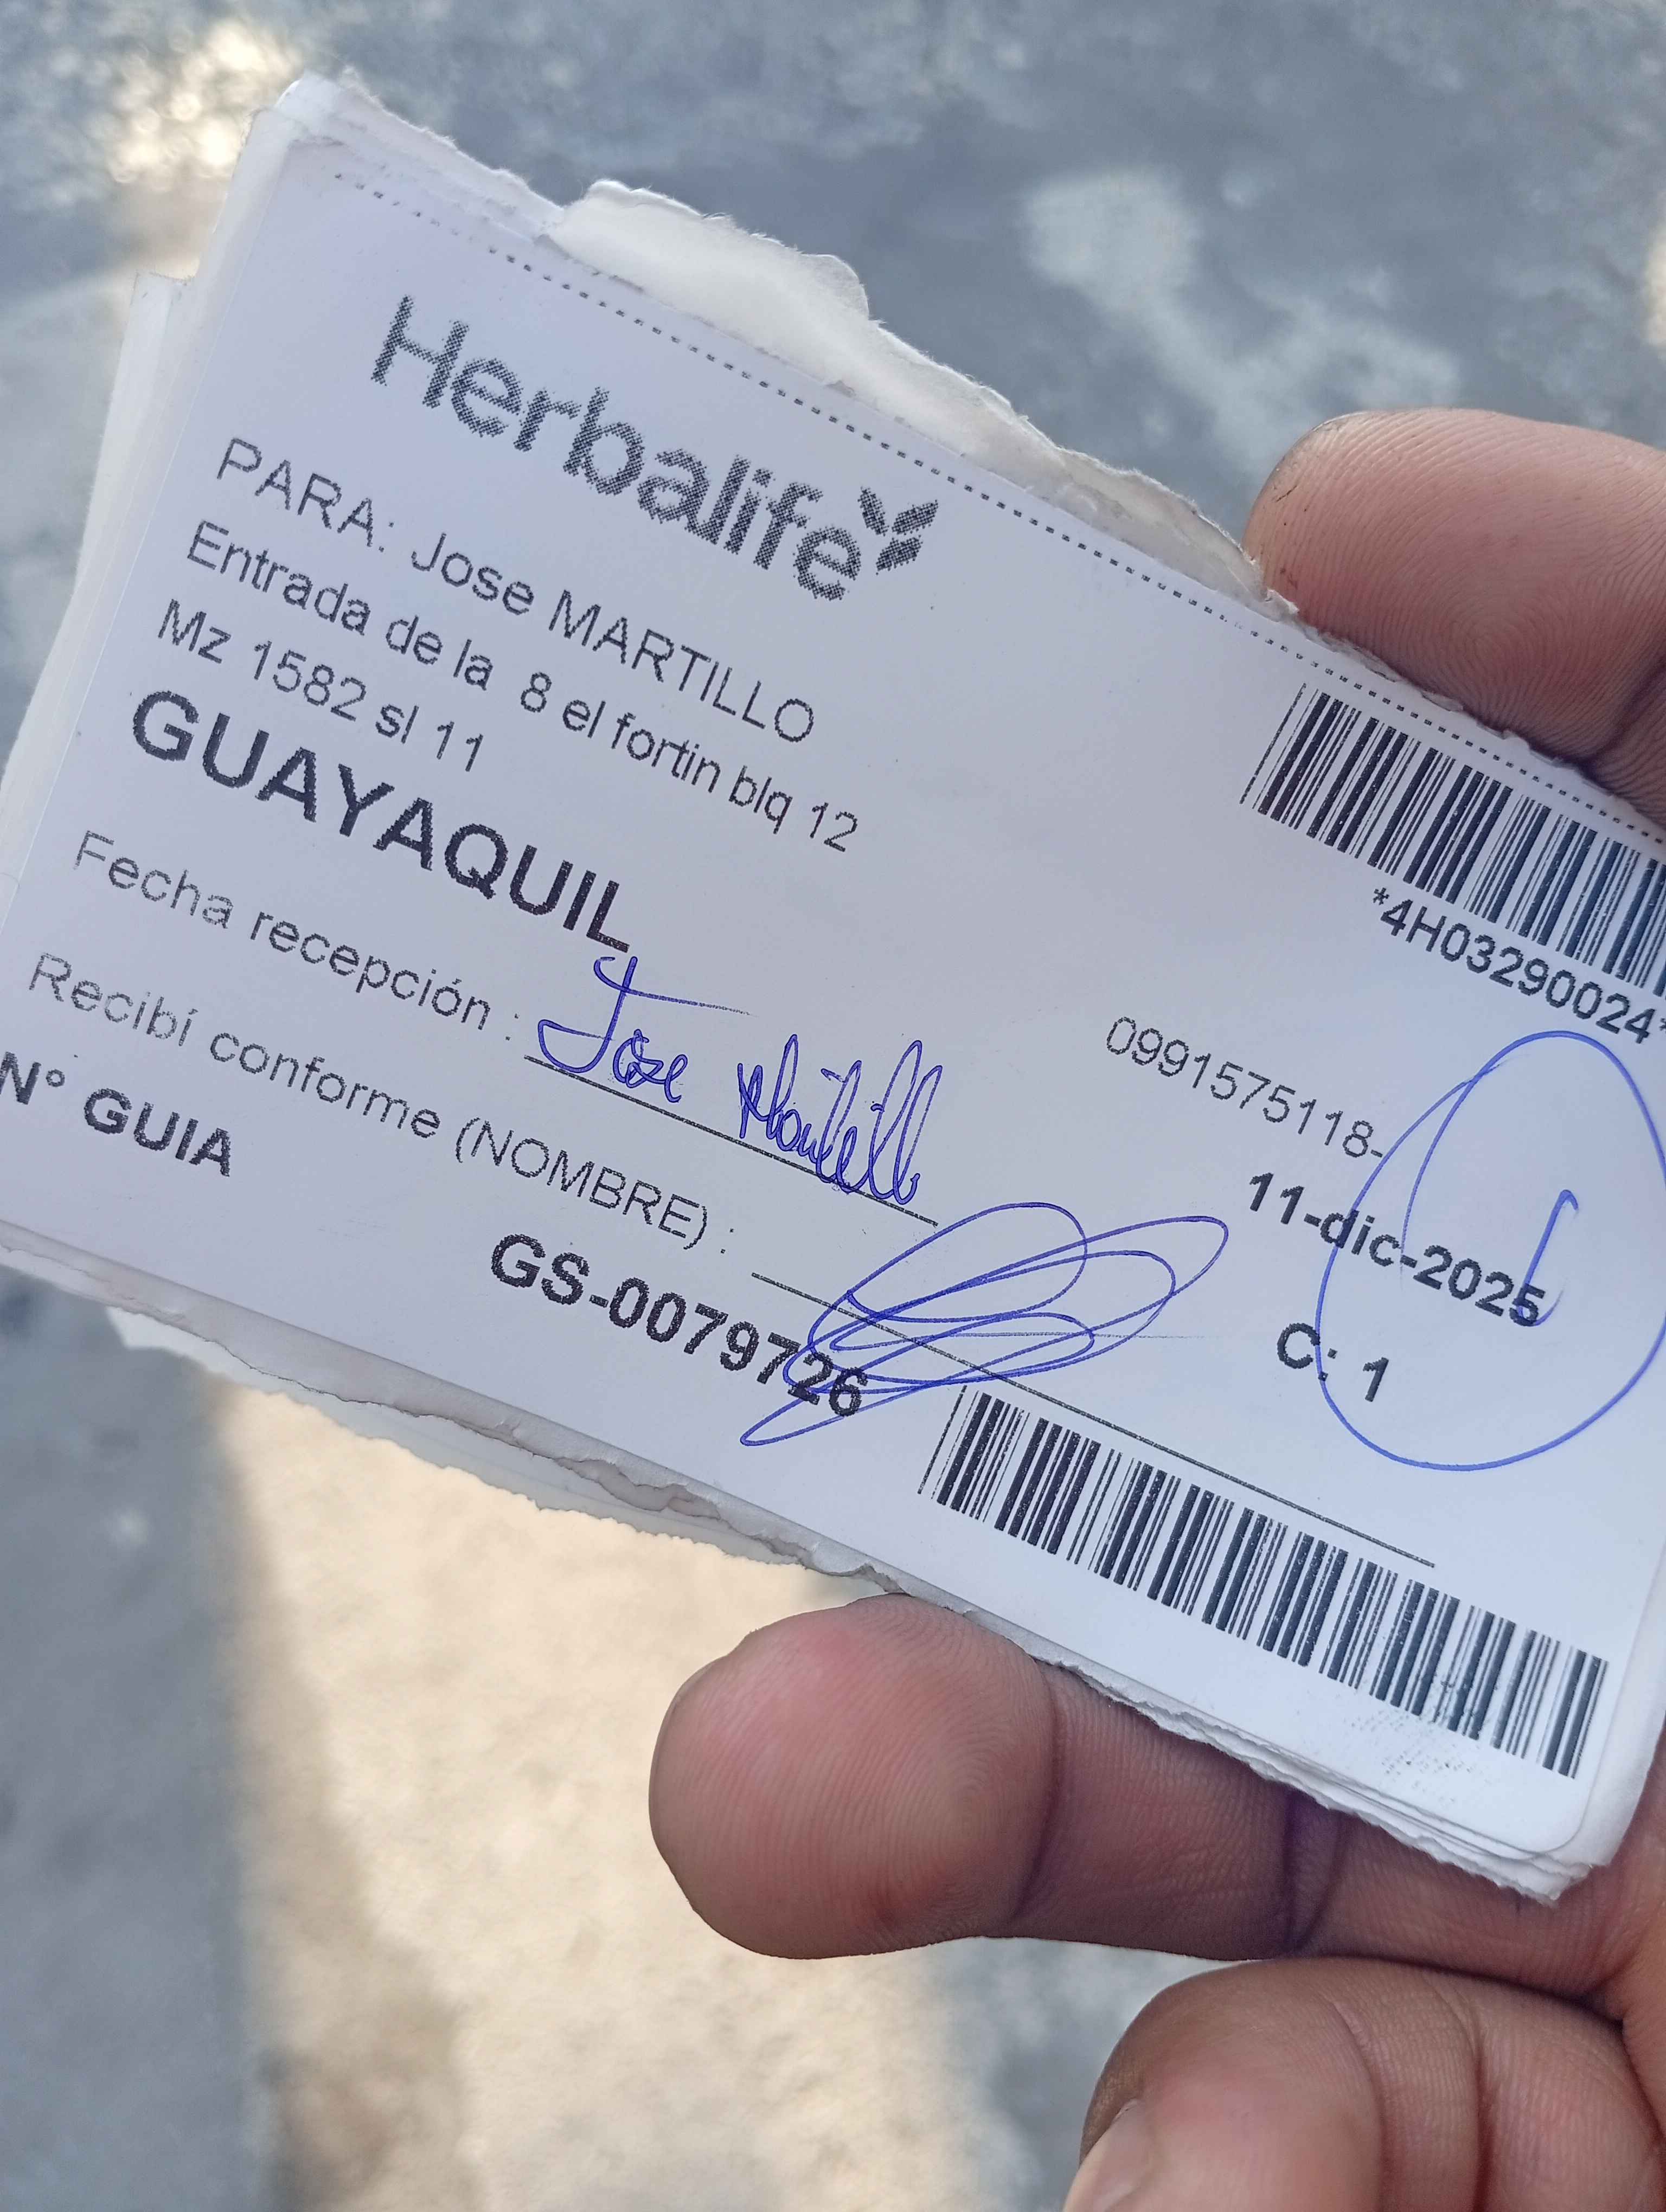 Herbalife
PARA: Jose MARTILLO
Entrada de la 8 el fortin blq 12
Mz 1582 sl 11
GUAYAQUIL
*4H03290024*
0991575118-
Fecha recepción : Jose Martillo
11-dic-2025
Recibí conforme (NOMBRE) :
C: 1
N° GUIA
GS-0079726